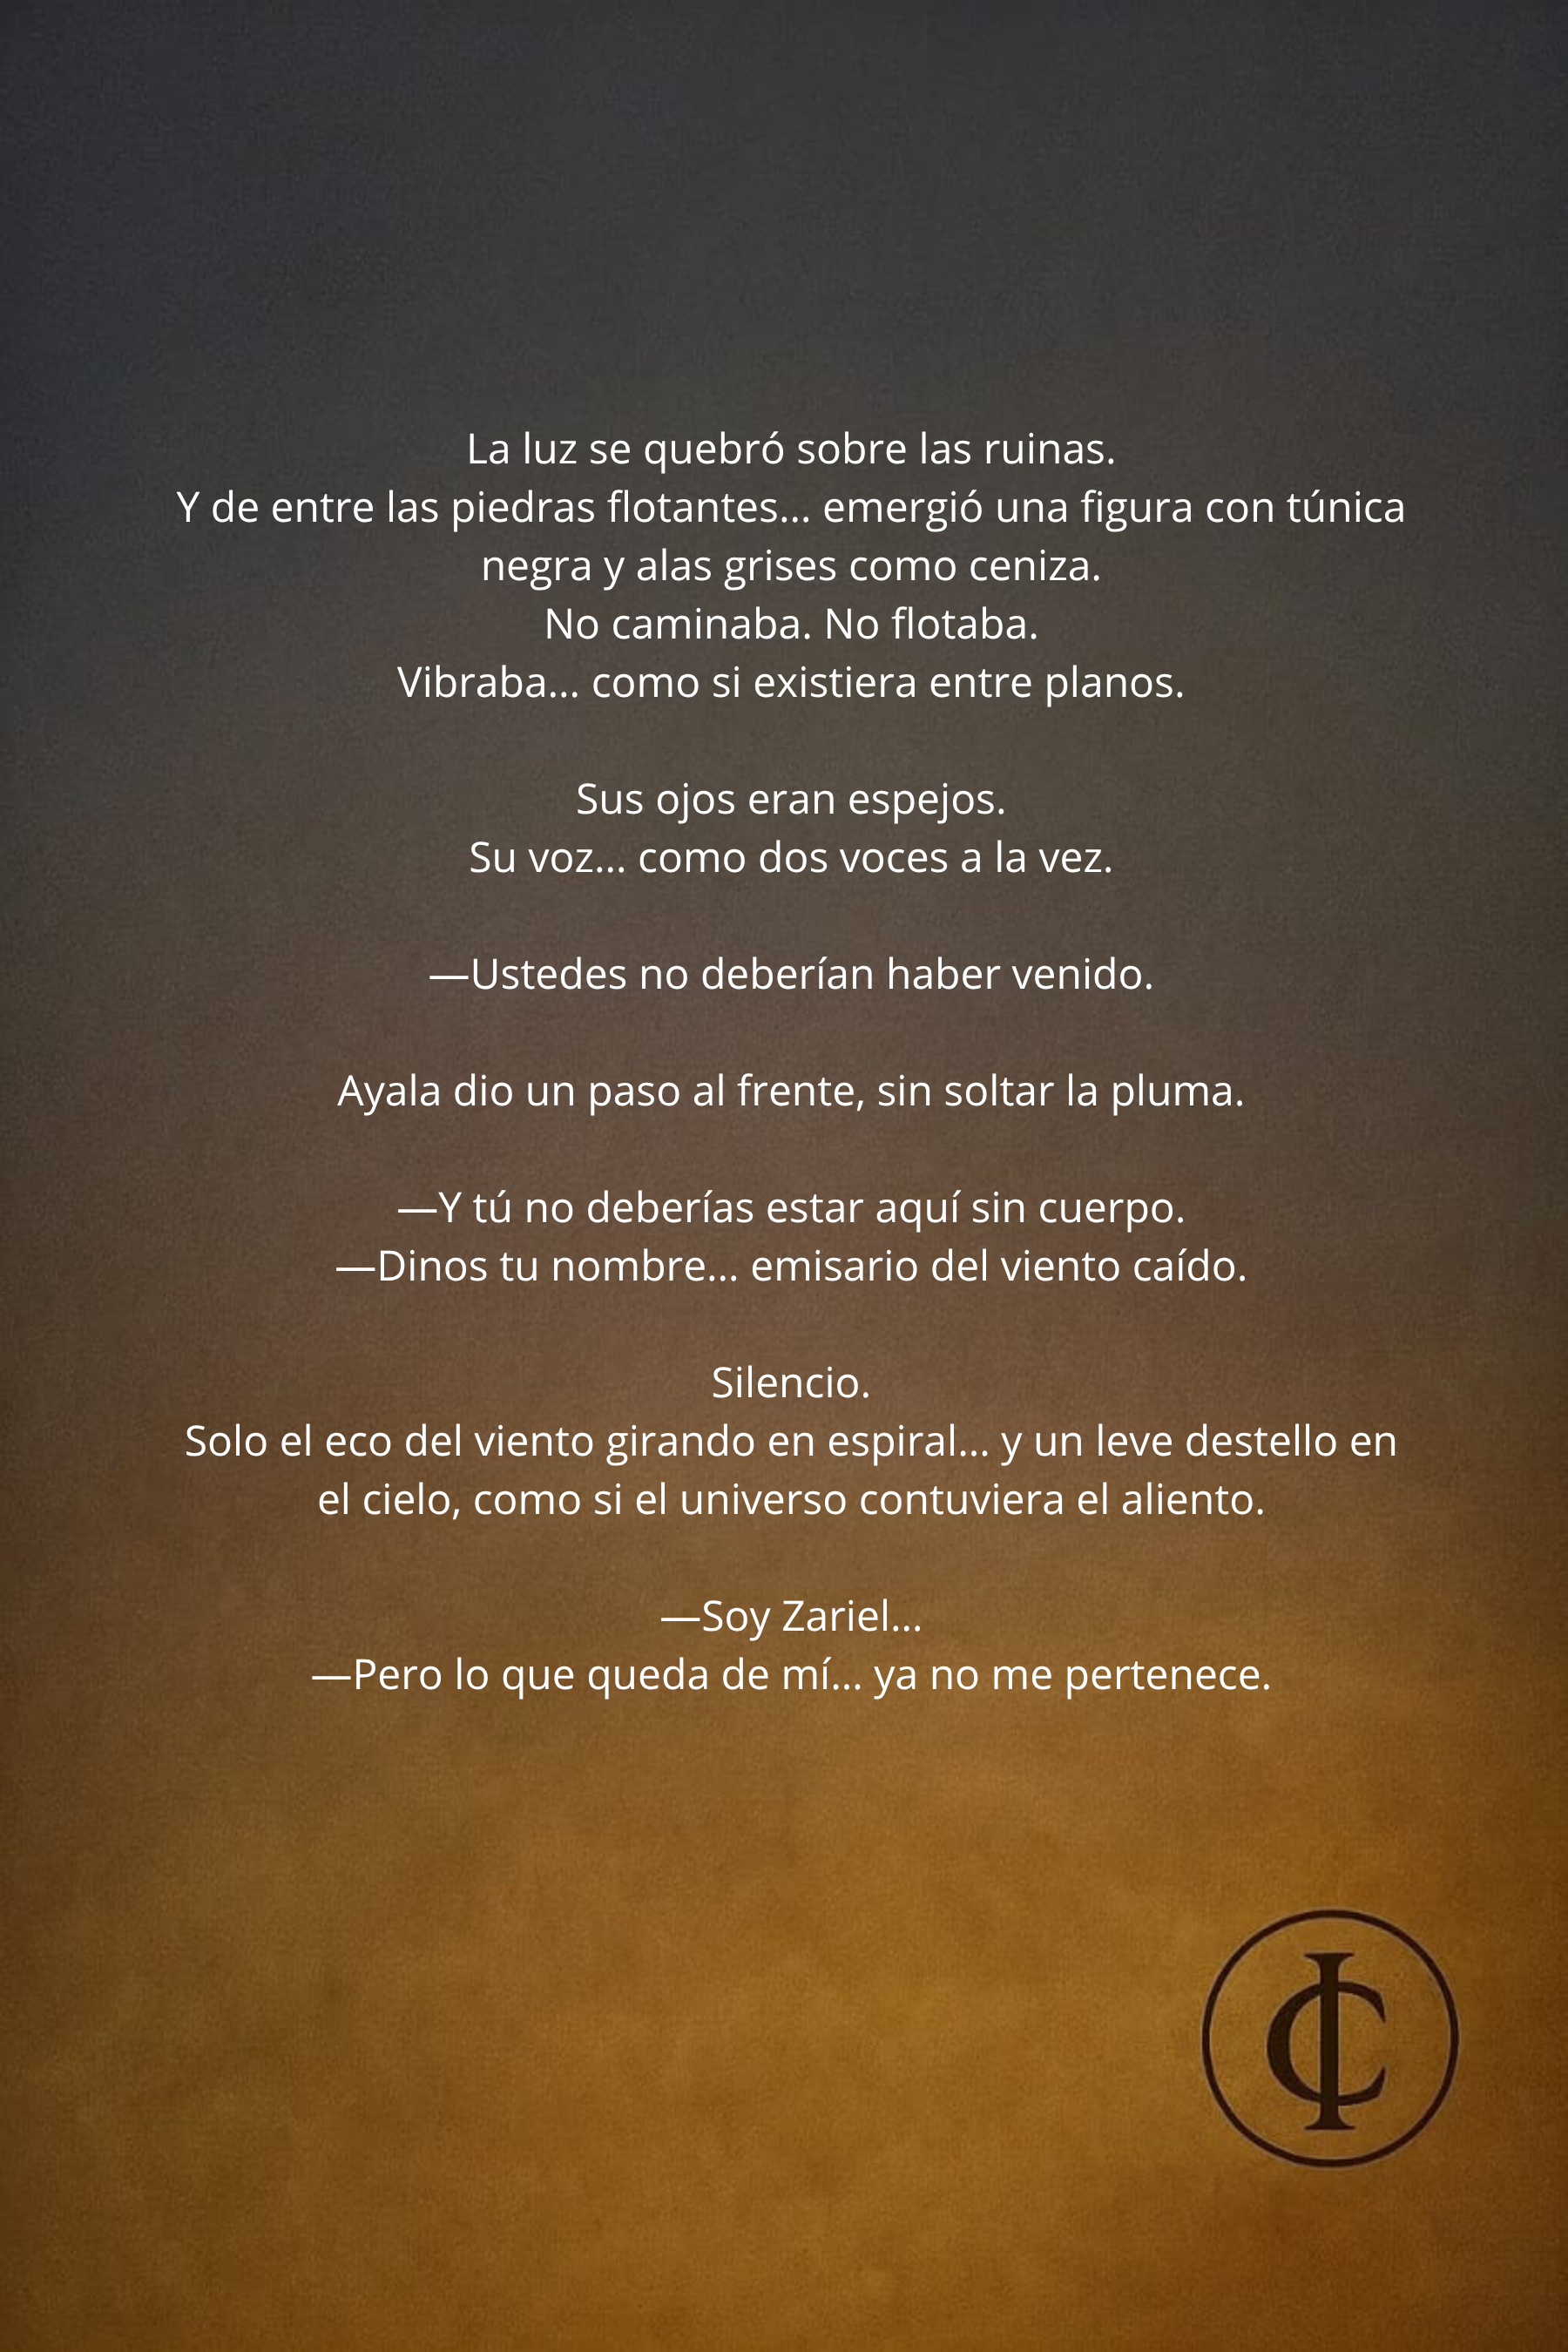 La luz se quebró sobre las ruinas.
Y de entre las piedras flotantes... emergió una figura con túnica
negra y alas grises como ceniza.
No caminaba. No flotaba.
Vibraba... como si existiera entre planos.
Sus ojos eran espejos.
Su voz... como dos voces a la vez.
—Ustedes no deberían haber venido.
Ayala dio un paso al frente, sin soltar la pluma.
—Y tú no deberías estar aquí sin cuerpo.
—Dinos tu nombre... emisario del viento caído.
Silencio.
Solo el eco del viento girando en espiral... y un leve destello en
el cielo, como si el universo contuviera el aliento.
—Soy Zariel...
—Pero lo que queda de mí... ya no me pertenece.
IC